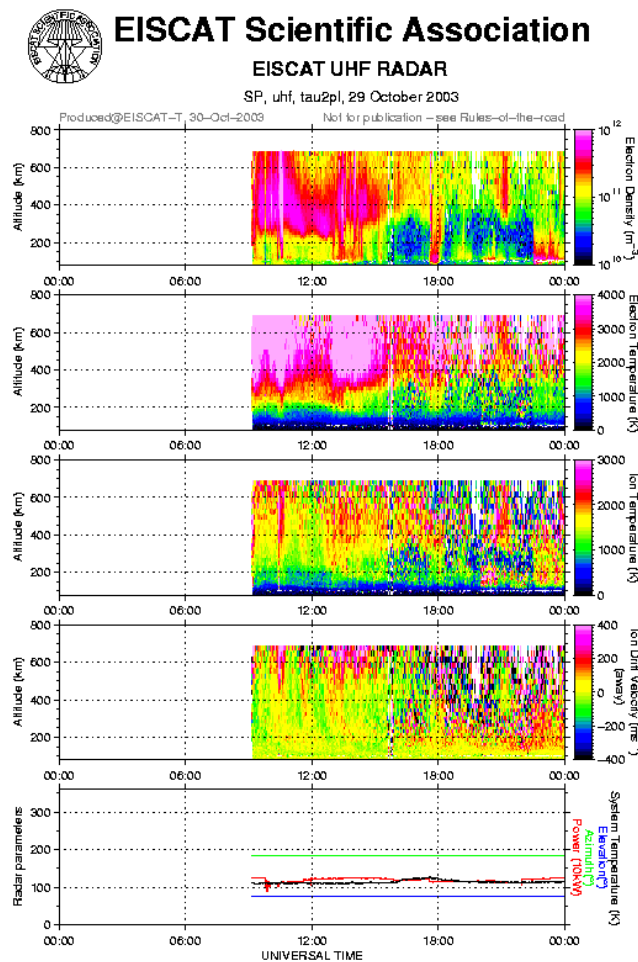 EISCAT SCIENTIFIC ASSOCIATION
EISCAT Scientific Association
EISCAT UHF RADAR
SP, uhf, tau2pl, 29 October 2003
Produced@EISCAT-T, 30-Oct-2003 Not for publication - see Rules-of-the-road
800
600
400
200
Altitude (km)
00:00 06:00 12:00 18:00 00:00
10^12
10^11
10^10
Electron Density (m^-3)
800
600
400
200
Altitude (km)
00:00 06:00 12:00 18:00 00:00
4000
3000
2000
1000
0
Electron Temperature (K)
800
600
400
200
Altitude (km)
00:00 06:00 12:00 18:00 00:00
3000
2000
1000
0
Ion Temperature (K)
800
600
400
200
Altitude (km)
00:00 06:00 12:00 18:00 00:00
400
200
0
-200
-400
Ion Drift Velocity (ms^-1)
(away)
300
200
100
0
Radar parameters
00:00 06:00 12:00 18:00 00:00
UNIVERSAL TIME
System Temperature (K)
Elevation(°)
Azimuth(°)
Power (10kW)